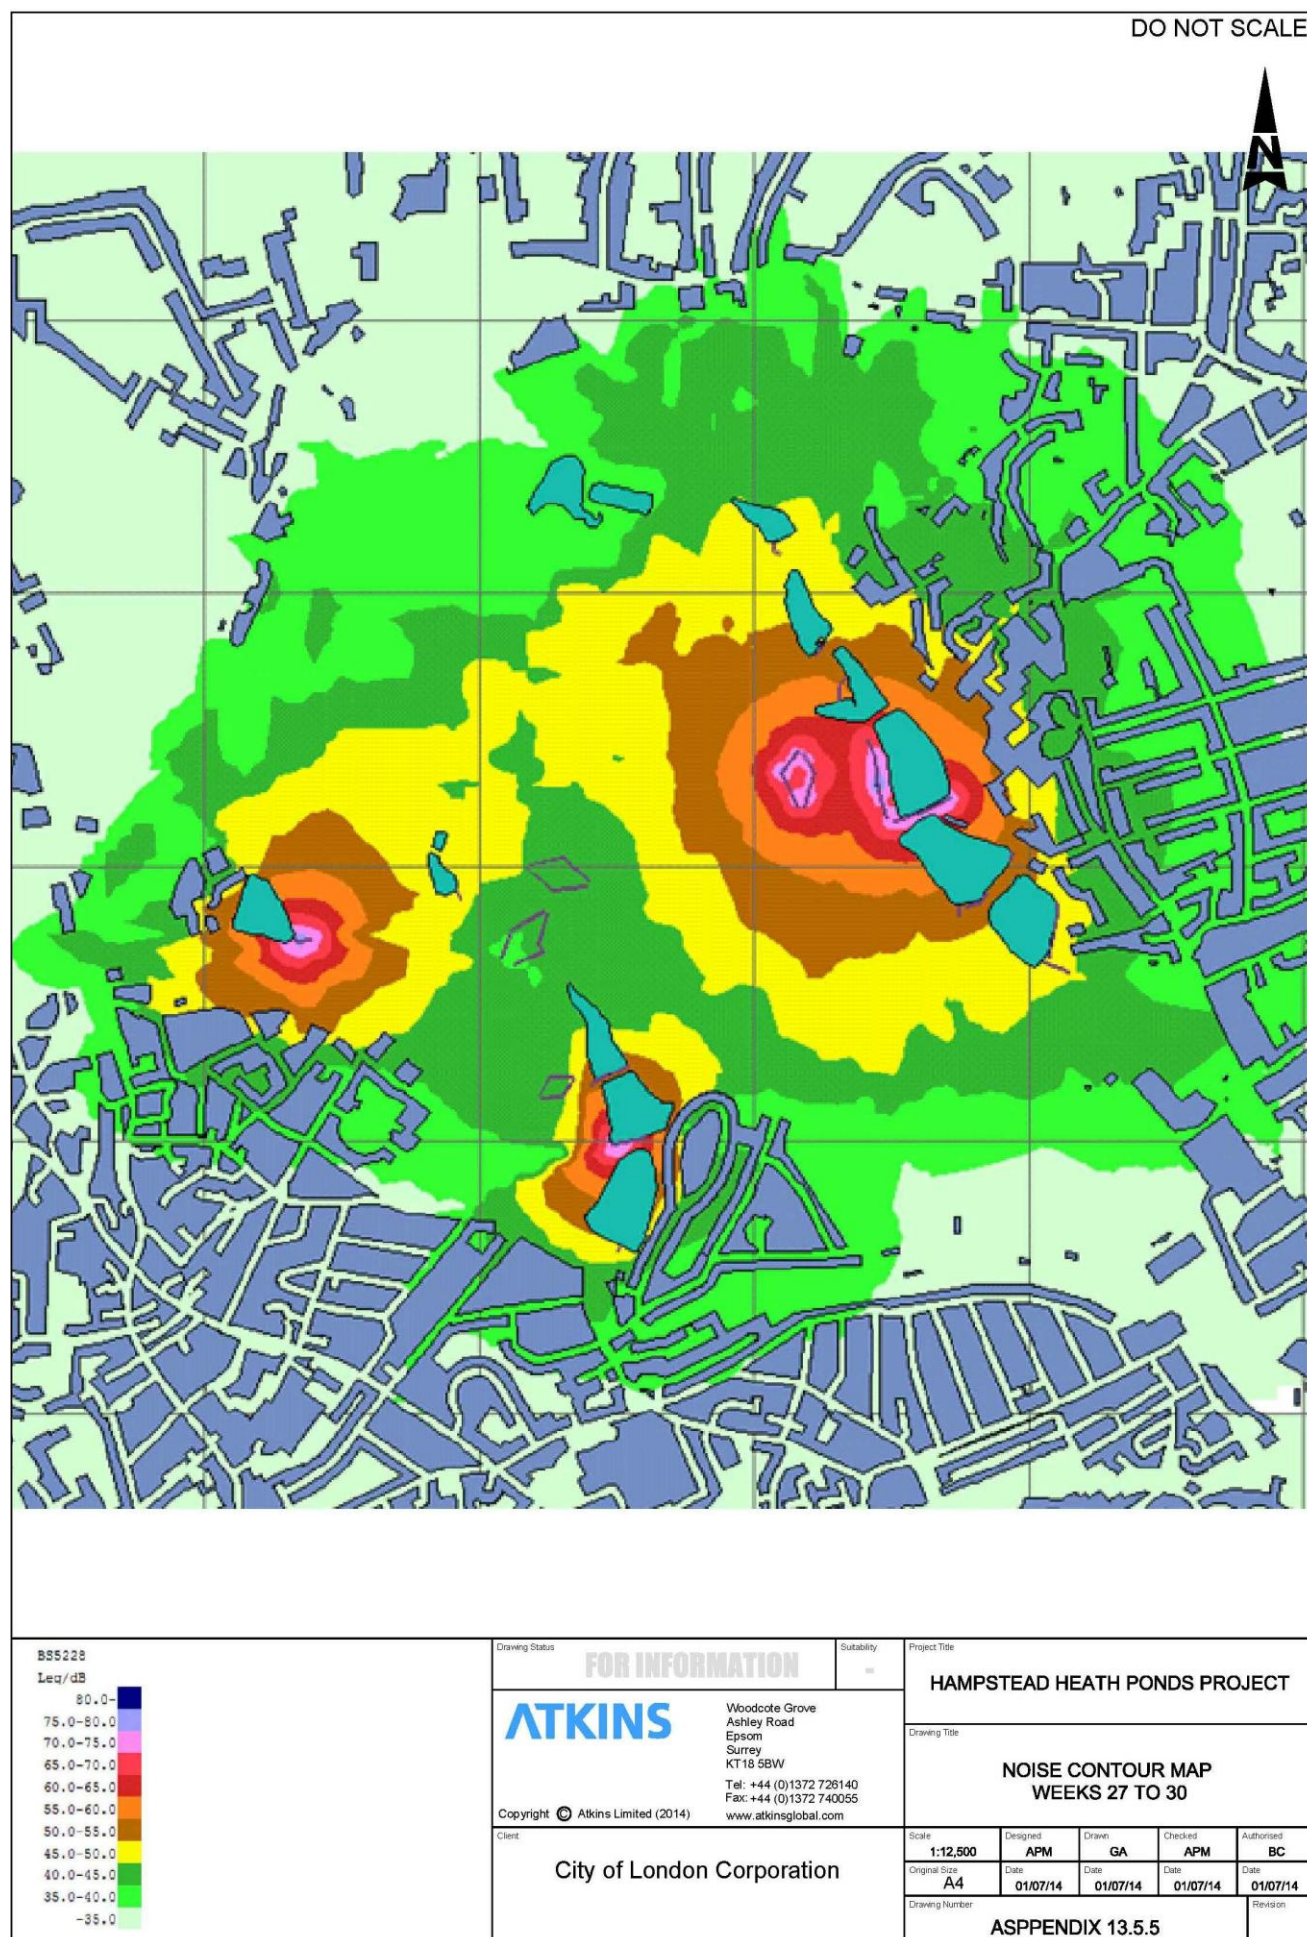 DO NOT SCALE
N
BS5228
Leq/dB
80.0-
75.0-80.0
70.0-75.0
65.0-70.0
60.0-65.0
55.0-60.0
50.0-55.0
45.0-50.0
40.0-45.0
35.0-40.0
-35.0
Drawing Status
FOR INFORMATION
Suitability
-
ATKINS
Woodcote Grove
Ashley Road
Epsom
Surrey
KT18 5BW
Tel: +44 (0)1372 726140
Fax: +44 (0)1372 740055
www.atkinsglobal.com
Copyright © Atkins Limited (2014)
Client
City of London Corporation
Project Title
HAMPSTEAD HEATH PONDS PROJECT
Drawing Title
NOISE CONTOUR MAP
WEEKS 27 TO 30
Scale
1:12,500
Designed
APM
Drawn
GA
Checked
APM
Authorised
BC
Original Size
A4
Date
01/07/14
Date
01/07/14
Date
01/07/14
Date
01/07/14
Drawing Number
ASPPENDIX 13.5.5
Revision